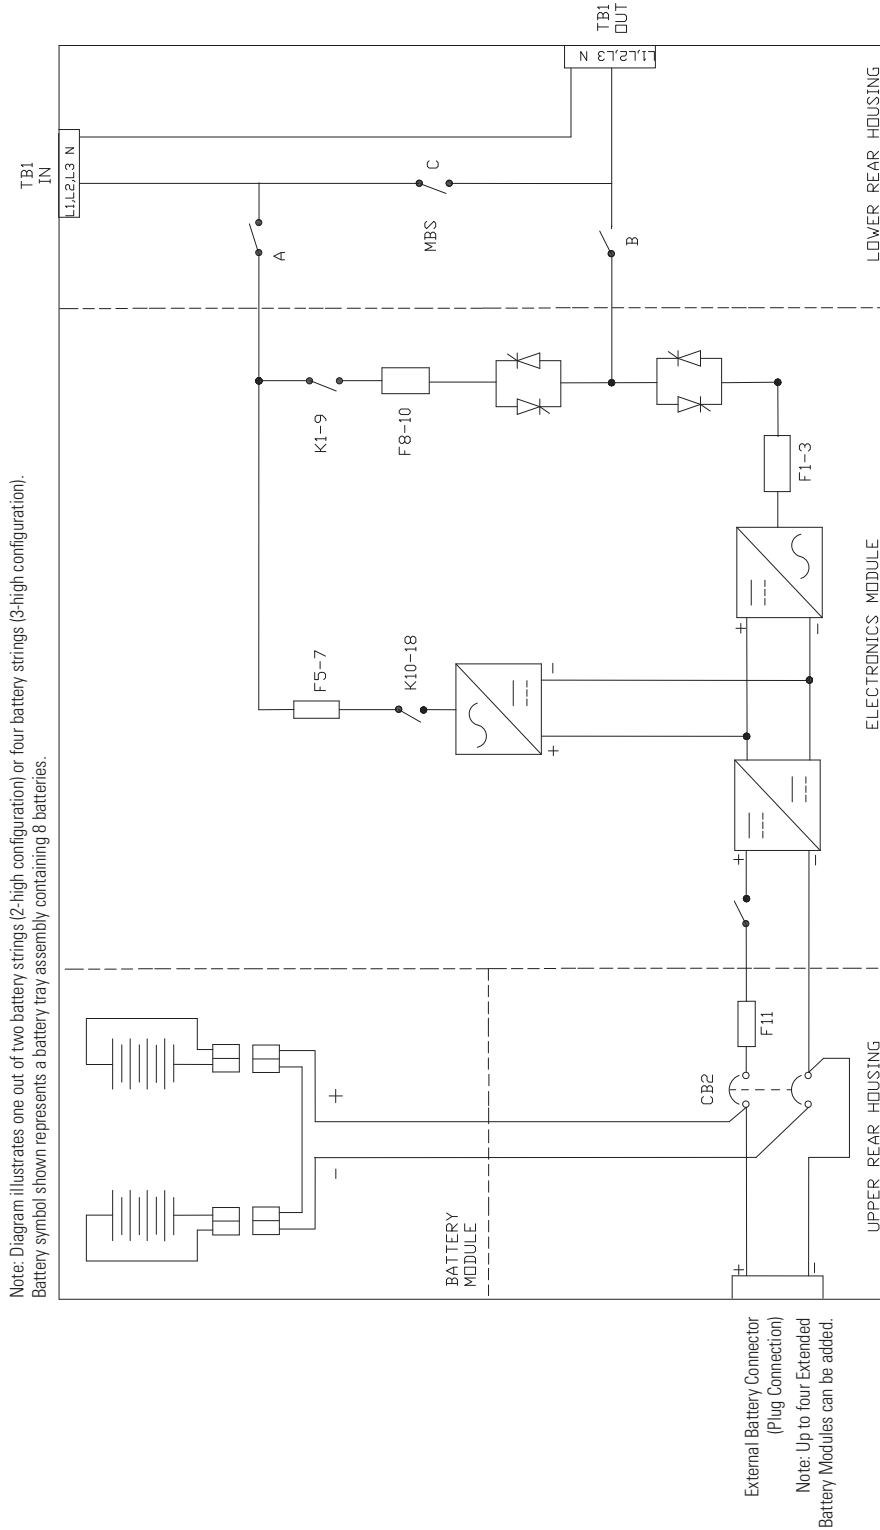 Note: Diagram illustrates one out of two battery strings (2-high configuration) or four battery strings (3-high configuration).
Battery symbol shown represents a battery tray assembly containing 8 batteries.
TB1
IN
L1,L2,L3 N
TB1
OUT
L1,L2,L3 N
A
MBS
C
B
LOWER REAR HOUSING
K1-9
F8-10
F5-7
K10-18
F1-3
+
-
+
-
+
-
ELECTRONICS MODULE
+
-
BATTERY
MODULE
CB2
F11
+
-
UPPER REAR HOUSING
External Battery Connector
(Plug Connection)
Note: Up to four Extended
Battery Modules can be added.